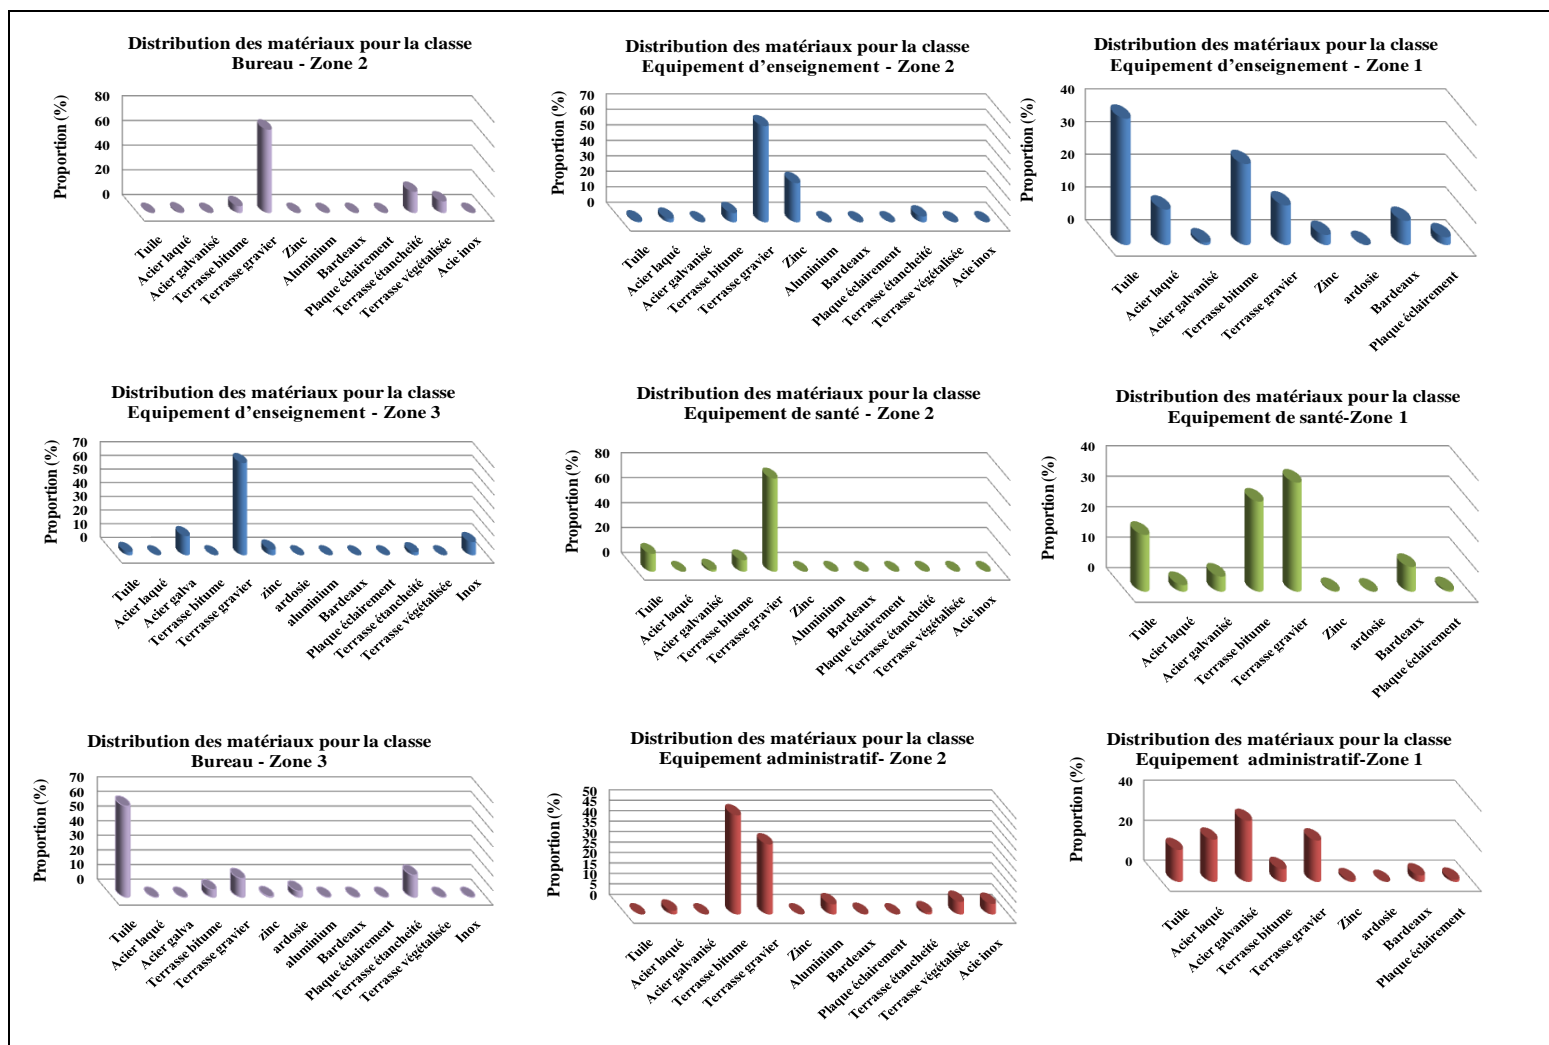 Distribution des matériaux pour la classe
Bureau - Zone 2
Proportion (%)
80
60
40
20
0
Tuile
Acier laqué
Acier galvanisé
Terrasse bitume
Terrasse gravier
Zinc
Aluminium
Bardeaux
Plaque éclairement
Terrasse étancheité
Terrasse végétalisée
Acie inox
Distribution des matériaux pour la classe
Equipement d'enseignement - Zone 2
Proportion (%)
70
60
50
40
30
20
10
0
Tuile
Acier laqué
Acier galvanisé
Terrasse bitume
Terrasse gravier
Zinc
Aluminium
Bardeaux
Plaque éclairement
Terrasse étancheité
Terrasse végétalisée
Acie inox
Distribution des matériaux pour la classe
Equipement d'enseignement - Zone 1
Proportion (%)
40
30
20
10
0
Tuile
Acier laqué
Acier galvanisé
Terrasse bitume
Terrasse gravier
Zinc
ardosie
Bardeaux
Plaque éclairement
Distribution des matériaux pour la classe
Equipement d'enseignement - Zone 3
Proportion (%)
70
60
50
40
30
20
10
0
Tuile
Acier laqué
Acier galva
Terrasse bitume
Terrasse gravier
zinc
ardosie
aluminium
Bardeaux
Plaque éclairement
Terrasse étancheité
Terrasse végétalisée
Inox
Distribution des matériaux pour la classe
Equipement de santé - Zone 2
Proportion (%)
80
60
40
20
0
Tuile
Acier laqué
Acier galvanisé
Terrasse bitume
Terrasse gravier
Zinc
Aluminium
Bardeaux
Plaque éclairement
Terrasse étancheité
Terrasse végétalisée
Acie inox
Distribution des matériaux pour la classe
Equipement de santé-Zone 1
Proportion (%)
40
30
20
10
0
Tuile
Acier laqué
Acier galvanisé
Terrasse bitume
Terrasse gravier
Zinc
ardosie
Bardeaux
Plaque éclairement
Distribution des matériaux pour la classe
Bureau - Zone 3
Proportion (%)
70
60
50
40
30
20
10
0
Tuile
Acier laqué
Acier galva
Terrasse bitume
Terrasse gravier
zinc
ardosie
aluminium
Bardeaux
Plaque éclairement
Terrasse étancheité
Terrasse végétalisée
Inox
Distribution des matériaux pour la classe
Equipement administratif- Zone 2
Proportion (%)
50
45
40
35
30
25
20
15
10
5
0
Tuile
Acier laqué
Acier galvanisé
Terrasse bitume
Terrasse gravier
Zinc
Aluminium
Bardeaux
Plaque éclairement
Terrasse étancheité
Terrasse végétalisée
Acie inox
Distribution des matériaux pour la classe
Equipement administratif-Zone 1
Proportion (%)
40
20
0
Tuile
Acier laqué
Acier galvanisé
Terrasse bitume
Terrasse gravier
Zinc
ardosie
Bardeaux
Plaque éclairement